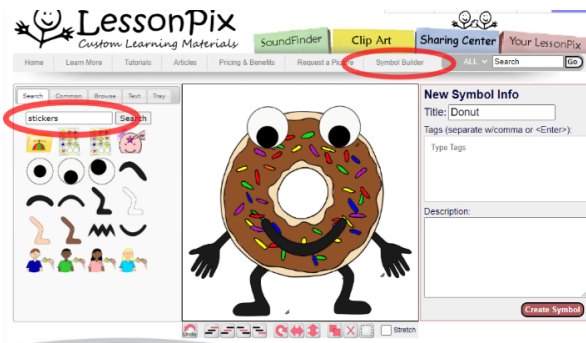 LessonPix
Custom Learning Materials
SoundFinder
Clip Art
Sharing Center
Your LessonPix
Home
Learn More
Tutorials
Articles
Pricing & Benefits
Request a Picture
Symbol Builder
ALL
Search
Go
Search
Common
Browse
Text
Tray
stickers
Search
New Symbol Info
Title: Donut
Tags (separate w/comma or <Enter>):
Type Tags
Description:
Create Symbol
Undo
Stretch